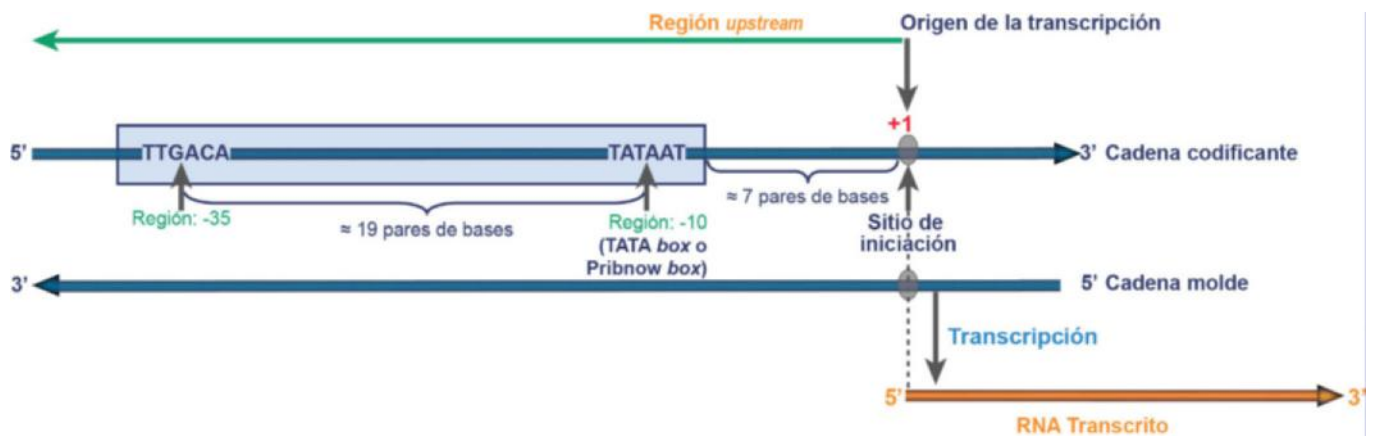 Región upstream
Origen de la transcripción
+1
5’
TTGACA
TATAAT
3’ Cadena codificante
≈ 7 pares de bases
Región: -35
≈ 19 pares de bases
Región: -10
(TATA box o
Pribnow box)
Sitio de
iniciación
3’
5’ Cadena molde
Transcripción
5’
3’
RNA Transcrito